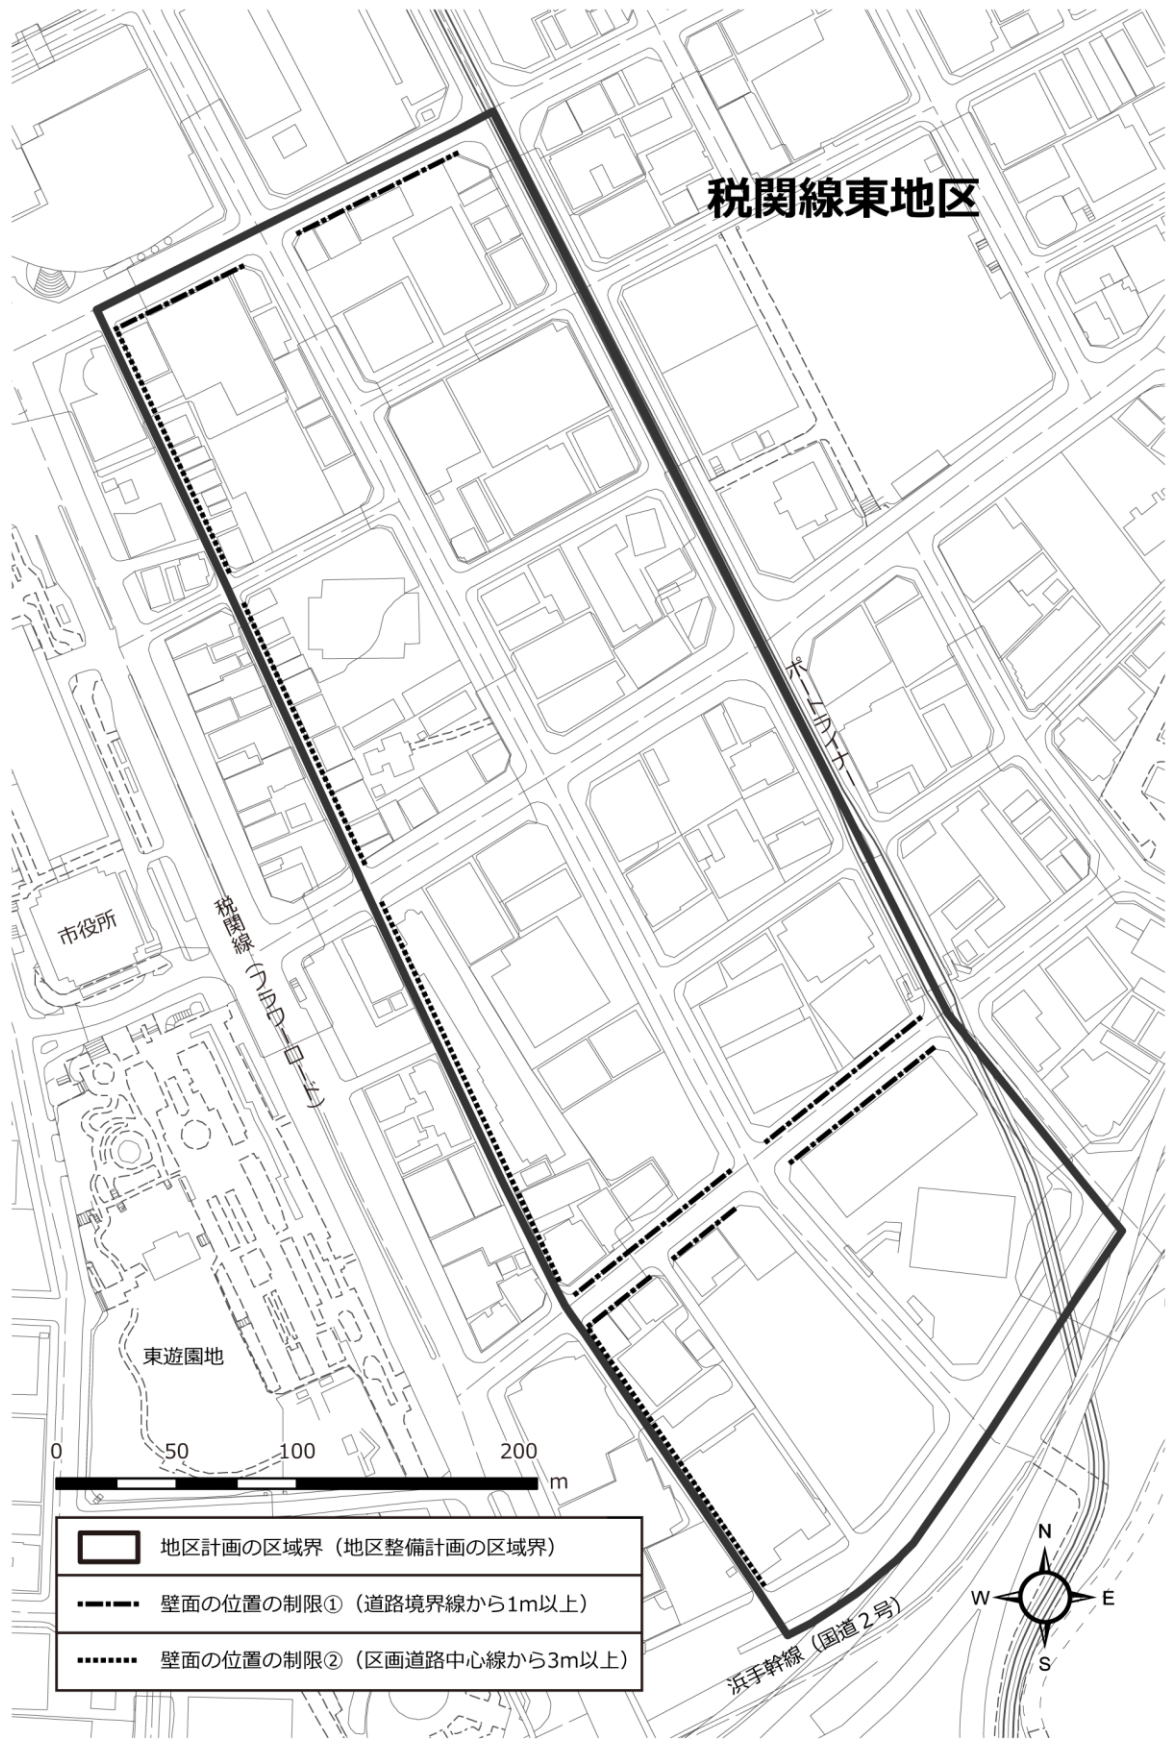 税関線東地区
ポートライナー
市役所
税関線（フラワーロード）
東遊園地
0 50 100 200 m
地区計画の区域界（地区整備計画の区域界）
壁面の位置の制限①（道路境界線から1m以上）
壁面の位置の制限②（区画道路中心線から3m以上）
浜手幹線（国道２号）
N
W E
S